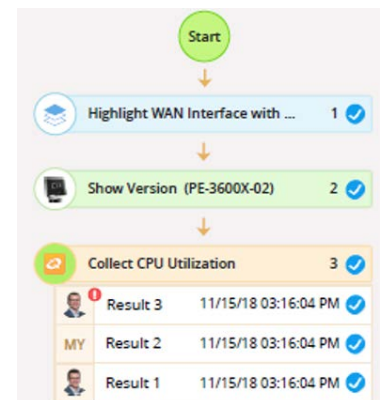 Start
Highlight WAN Interface with ... 1
Show Version (PE-3600X-02) 2
Collect CPU Utilization 3
! Result 3 11/15/18 03:16:04 PM
MY Result 2 11/15/18 03:16:04 PM
Result 1 11/15/18 03:16:04 PM